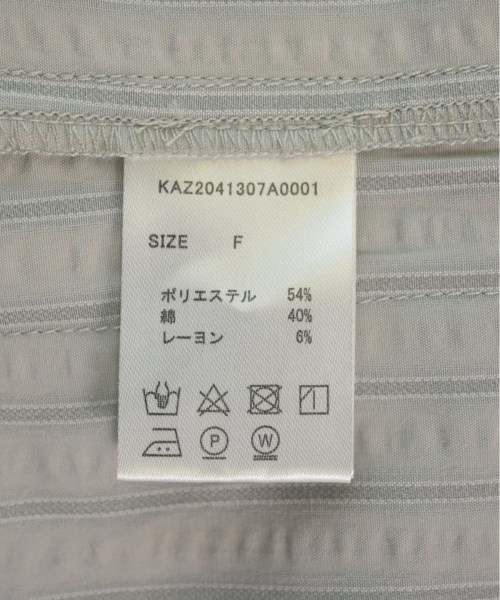 KAZ2041307A0001
SIZE F
ポリエステル 54%
綿 40%
レーヨン 6%
P W